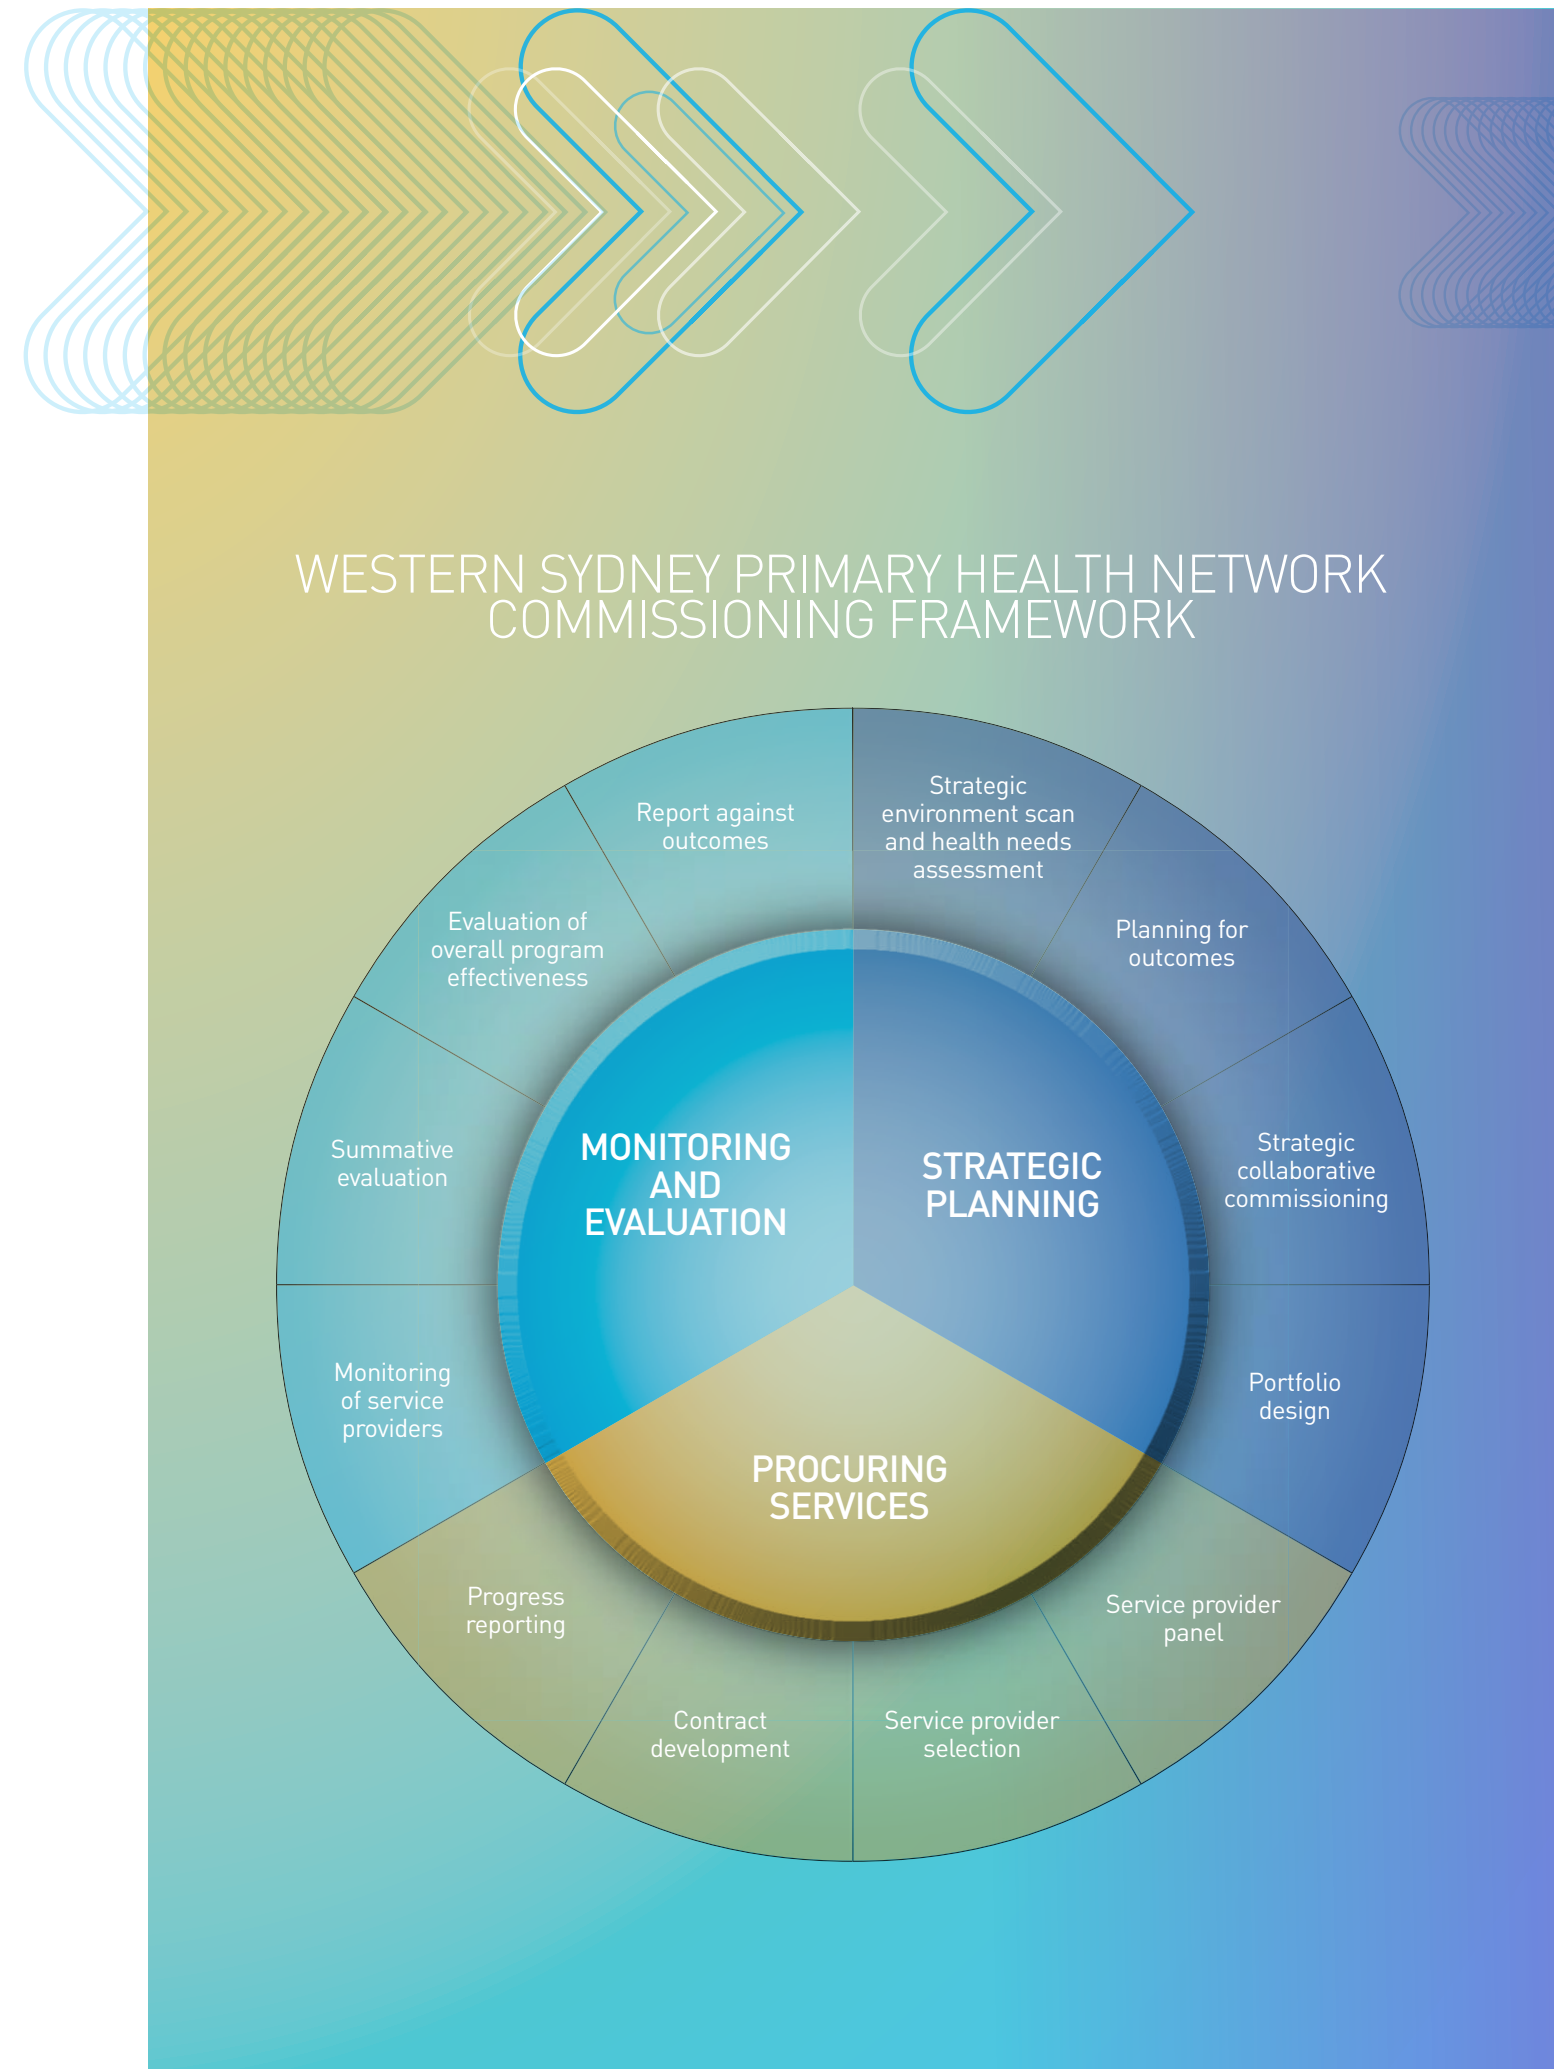 WESTERN SYDNEY PRIMARY HEALTH NETWORK
COMMISSIONING FRAMEWORK
Strategic
environment scan
and health needs
assessment
Planning for
outcomes
Strategic
collaborative
commissioning
Portfolio
design
Service provider
panel
Service provider
selection
Contract
development
Progress
reporting
Monitoring
of service
providers
Summative
evaluation
Evaluation of
overall program
effectiveness
Report against
outcomes
MONITORING
AND
EVALUATION
STRATEGIC
PLANNING
PROCURING
SERVICES